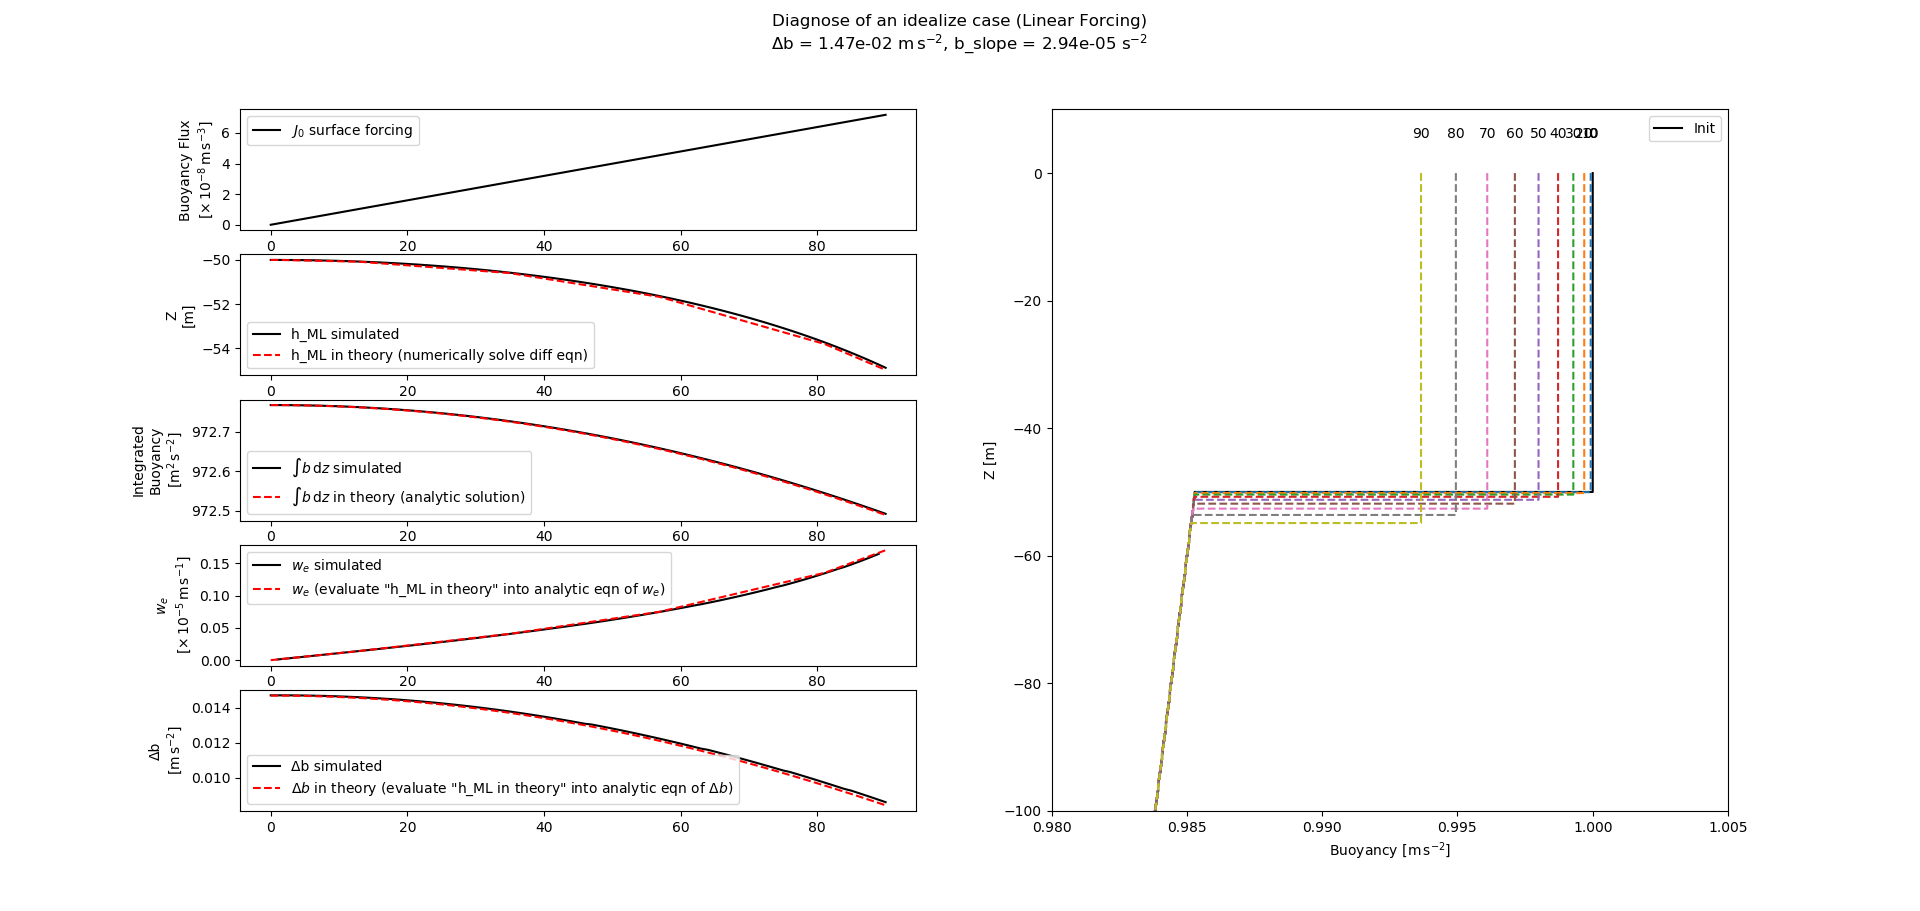 Diagnose of an idealize case (Linear Forcing)
Δb = 1.47e-02 m s⁻², b_slope = 2.94e-05 s⁻²
Buoyancy Flux
[× 10⁻⁸ m s⁻³]
6
4
2
0
J₀ surface forcing
0 20 40 60 80
Z
[m]
−50
−52
−54
h_ML simulated
h_ML in theory (numerically solve diff eqn)
0 20 40 60 80
Integrated
Buoyancy
[m² s⁻²]
972.7
972.6
972.5
∫b dz simulated
∫b dz in theory (analytic solution)
0 20 40 60 80
wₑ
[× 10⁻⁵ m s⁻¹]
0.15
0.10
0.05
0.00
wₑ simulated
wₑ (evaluate "h_ML in theory" into analytic eqn of wₑ)
0 20 40 60 80
Δb
[m s⁻²]
0.014
0.012
0.010
Δb simulated
Δb in theory (evaluate "h_ML in theory" into analytic eqn of Δb)
0 20 40 60 80
Init
90 80 70 60 50 40 30 20 10
Z [m]
0
−20
−40
−60
−80
−100
0.980 0.985 0.990 0.995 1.000 1.005
Buoyancy [m s⁻²]